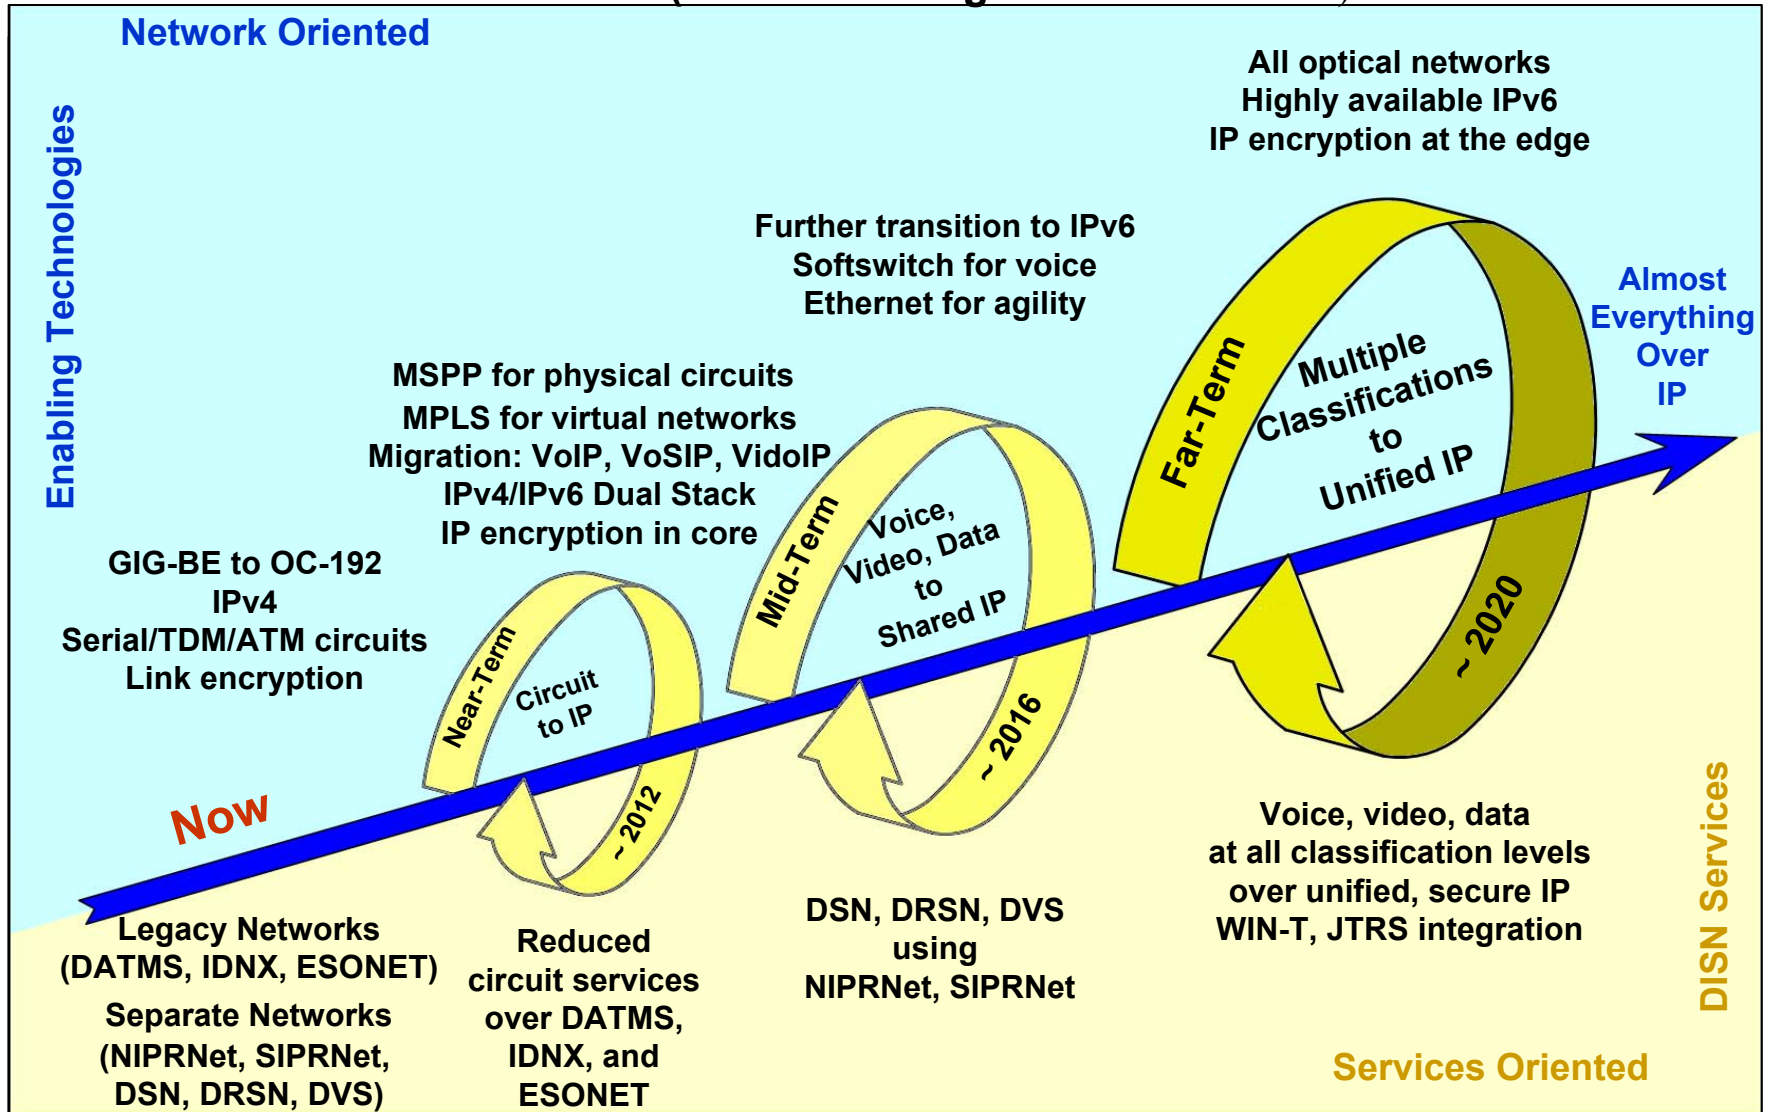 Network Oriented
Enabling Technologies
All optical networks
Highly available IPv6
IP encryption at the edge
Further transition to IPv6
Softswitch for voice
Ethernet for agility
MSPP for physical circuits
MPLS for virtual networks
Migration: VoIP, VoSIP, VidoIP
IPv4/IPv6 Dual Stack
IP encryption in core
GIG-BE to OC-192
IPv4
Serial/TDM/ATM circuits
Link encryption
Now
Near-Term
Circuit
to IP
~ 2012
Mid-Term
Voice,
Video, Data
to
Shared IP
~ 2016
Far-Term
Multiple
Classifications
to
Unified IP
~ 2020
Almost
Everything
Over
IP
Legacy Networks
(DATMS, IDNX, ESONET)
Separate Networks
(NIPRNet, SIPRNet,
DSN, DRSN, DVS)
Reduced
circuit services
over DATMS,
IDNX, and
ESONET
DSN, DRSN, DVS
using
NIPRNet, SIPRNet
Voice, video, data
at all classification levels
over unified, secure IP
WIN-T, JTRS integration
DISN Services
Services Oriented